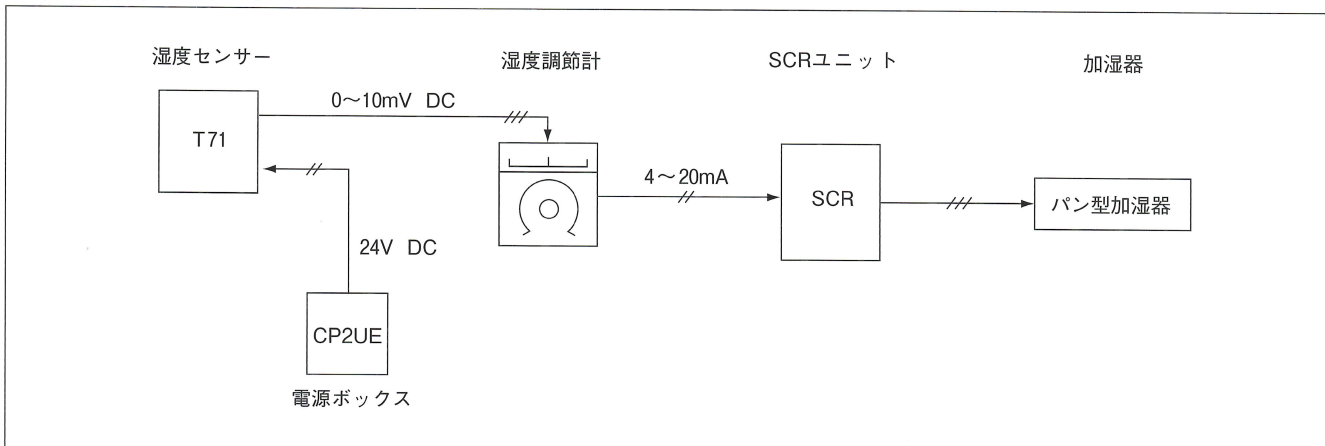 湿度センサー
湿度調節計
SCRユニット
加湿器
0～10mV DC
T71
4～20mA
SCR
パン型加湿器
24V DC
CP2UE
電源ボックス